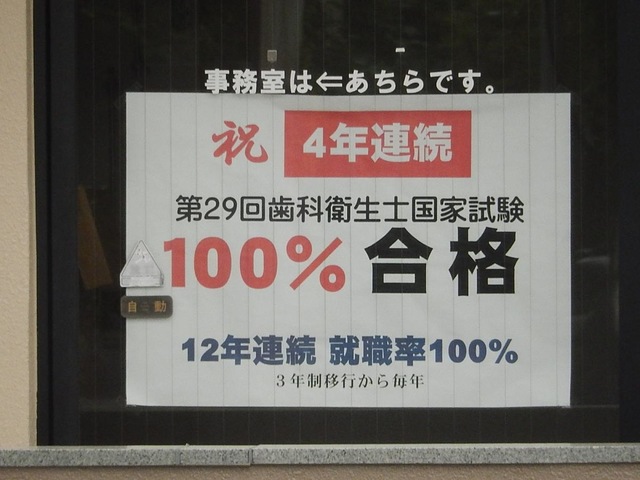 事務室は⇐あちらです。
祝 4年連続
第29回歯科衛生士国家試験
100% 合格
自動
12年連続 就職率100%
3年制移行から毎年